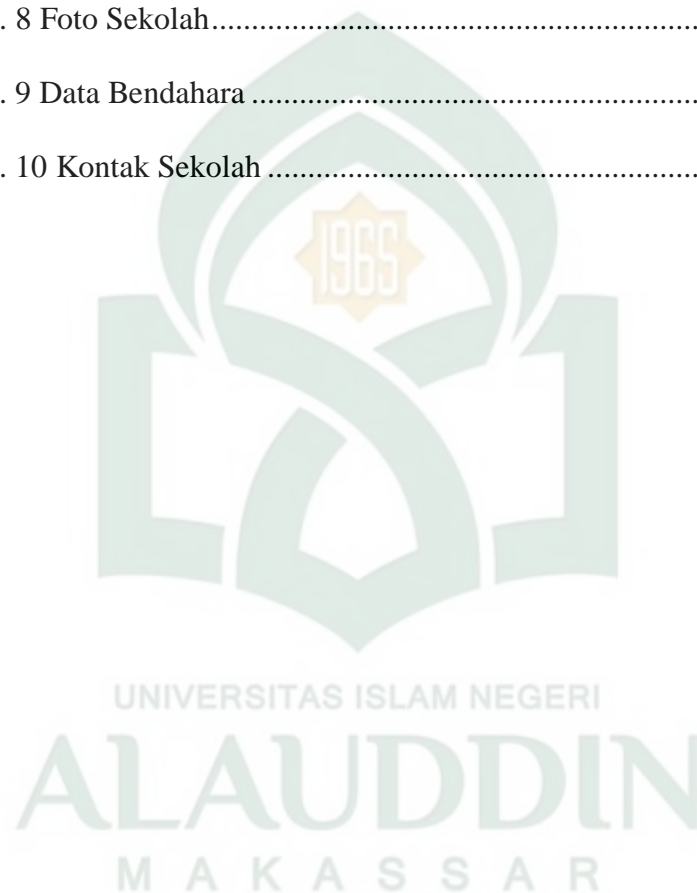 . 8 Foto Sekolah.............................................................
. 9 Data Bendahara ........................................................
. 10 Kontak Sekolah ......................................................
1965
UNIVERSITAS ISLAM NEGERI
ALAUDDIN
MAKASSAR